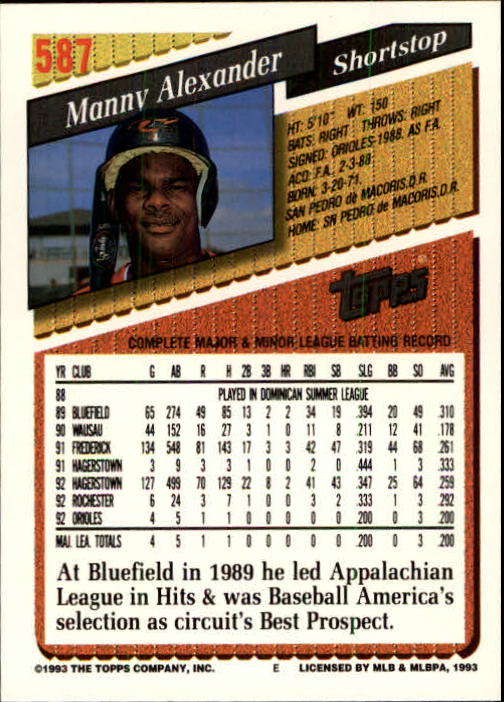 587
Manny Alexander
Shortstop
HT: 5'10" WT: 150
BATS: RIGHT THROWS: RIGHT
SIGNED: ORIOLES-1988, AS F.A.
ACQ: F.A., 2-3-88
BORN: 3-20-71,
SAN PEDRO de MACORIS,D.R.
HOME: SN PEDRO de MACORIS,D.R.
topps
COMPLETE MAJOR & MINOR LEAGUE BATTING RECORD
YR CLUB G AB R H 2B 3B HR RBI SB SLG BB SO AVG
88 PLAYED IN DOMINICAN SUMMER LEAGUE
89 BLUEFIELD 65 274 49 85 13 2 2 34 19 .394 20 49 .310
90 WAUSAU 44 152 16 27 3 1 0 11 8 .211 12 41 .178
91 FREDERICK 134 548 81 143 17 3 3 42 47 .319 44 68 .261
91 HAGERSTOWN 3 9 3 3 1 0 0 2 0 .444 1 3 .333
92 HAGERSTOWN 127 499 70 129 22 8 2 41 43 .347 25 64 .259
92 ROCHESTER 6 24 3 7 1 0 0 3 2 .333 1 3 .292
92 ORIOLES 4 5 1 1 0 0 0 0 0 .200 0 3 .200
MAJ. LEA. TOTALS 4 5 1 1 0 0 0 0 0 .200 0 3 .200
At Bluefield in 1989 he led Appalachian
League in Hits & was Baseball America's
selection as circuit's Best Prospect.
©1993 THE TOPPS COMPANY, INC. E LICENSED BY MLB & MLBPA, 1993